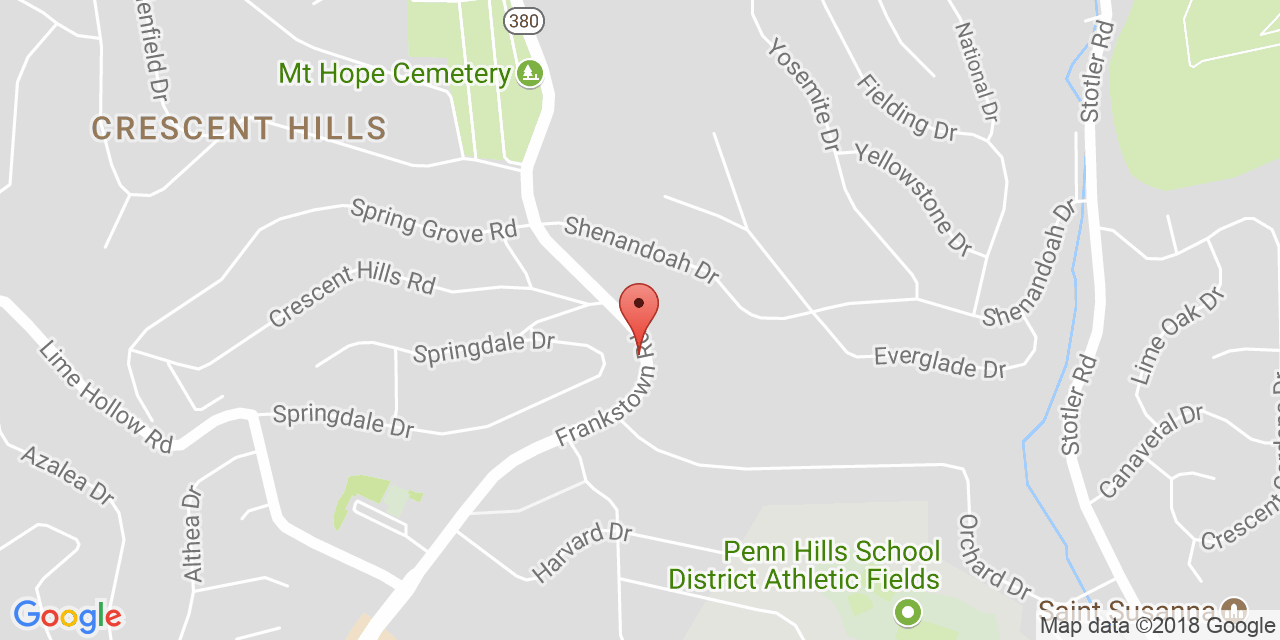 380
Mt Hope Cemetery
CRESCENT HILLS
National Dr
Stotler Rd
Yosemite Dr
Fielding Dr
Yellowstone Dr
Spring Grove Rd
Shenandoah Dr
Shenandoah Dr
Crescent Hills Rd
Lime Oak Dr
Springdale Dr
Everglade Dr
Lime Hollow Rd
Frankstown Rd
Stotler Rd
Springdale Dr
Canaveral Dr
Azalea Dr
Althea Dr
Harvard Dr
Orchard Dr
Crescent
Penn Hills School
District Athletic Fields
Saint Susanna
Google
Map data ©2018 Google